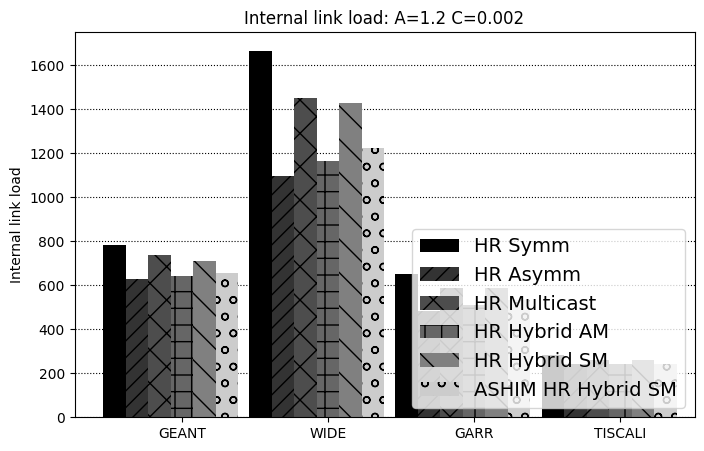 Internal link load: A=1.2 C=0.002
Internal link load
1600
1400
1200
1000
800
600
400
200
0
HR Symm
HR Asymm
HR Multicast
HR Hybrid AM
HR Hybrid SM
ASHIM HR Hybrid SM
GEANT
WIDE
GARR
TISCALI